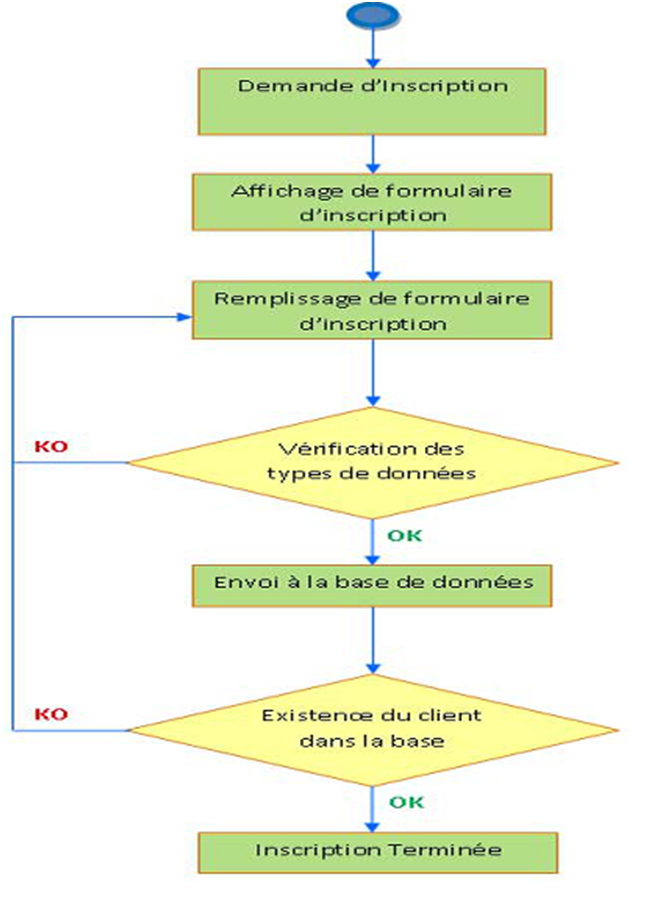 Demande d’Inscription
Affichage de formulaire
d’inscription
Remplissage de formulaire
d’inscription
KO
Vérification des
types de données
OK
Envoi à la base de données
KO
Existence du client
dans la base
OK
Inscription Terminée